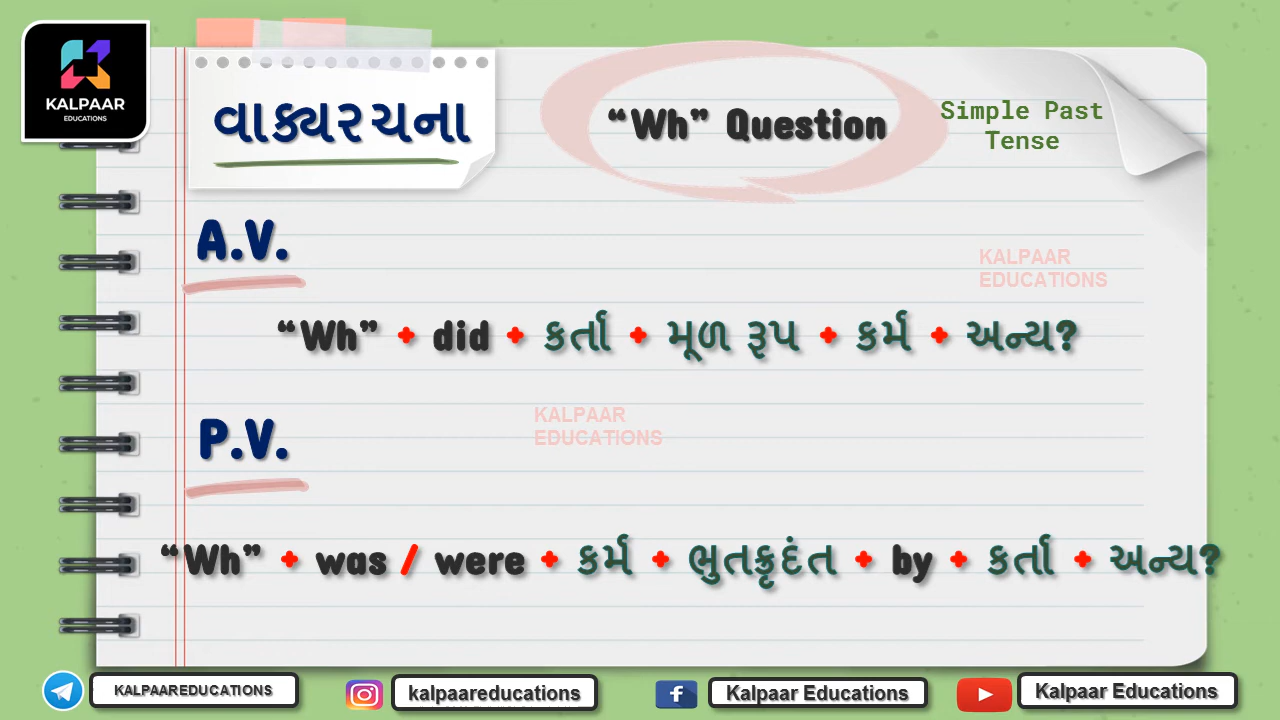 KALPAAR
EDUCATIONS
વાક્યરચના
“Wh” Question
Simple Past
Tense
A.V.
KALPAAR
EDUCATIONS
“Wh” + did + કર્તા + મૂળ રૂપ + કર્મ + અન્ય?
KALPAAR
EDUCATIONS
P.V.
“Wh” + was / were + કર્મ + ભુતકૃદંત + by + કર્તા + અન્ય?
KALPAAREDUCATIONS
kalpaareducations
Kalpaar Educations
Kalpaar Educations